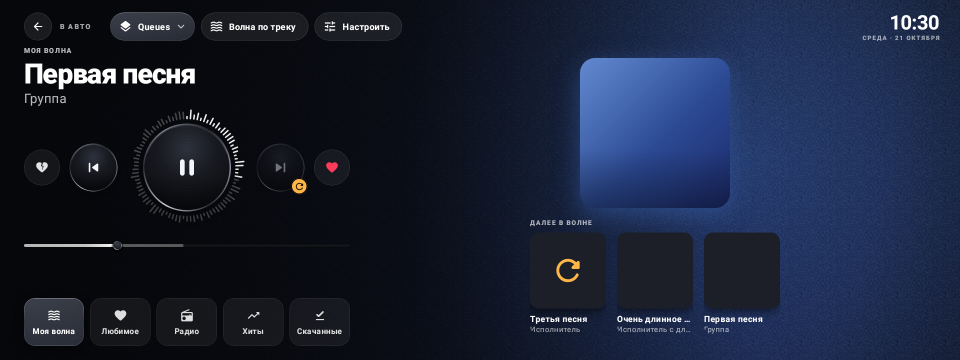 В АВТО
Queues
Волна по треку
Настроить
10:30
СРЕДА · 21 ОКТЯБРЯ
МОЯ ВОЛНА
Первая песня
Группа
ДАЛЕЕ В ВОЛНЕ
Третья песня
Исполнитель
Очень длинное ...
Исполнитель с дл...
Первая песня
Группа
Моя волна
Любимое
Радио
Хиты
Скачанные